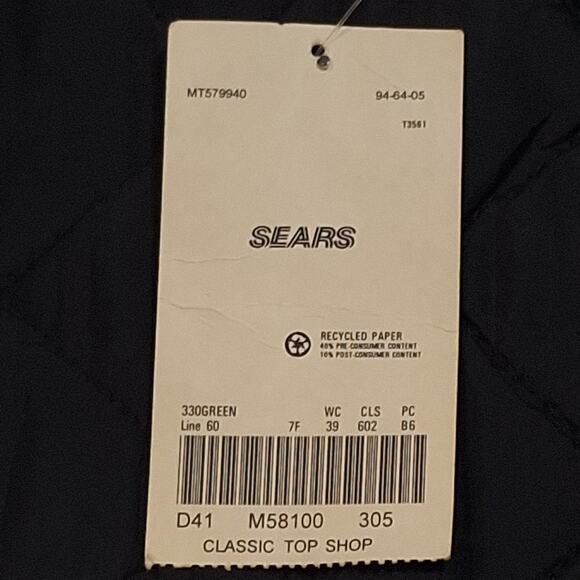 MT579940 94-64-05
T3561
SEARS
RECYCLED PAPER
40% PRE-CONSUMER CONTENT
10% POST-CONSUMER CONTENT
330GREEN WC CLS PC
Line 60 7F 39 602 B6
D41 M58100 305
CLASSIC TOP SHOP